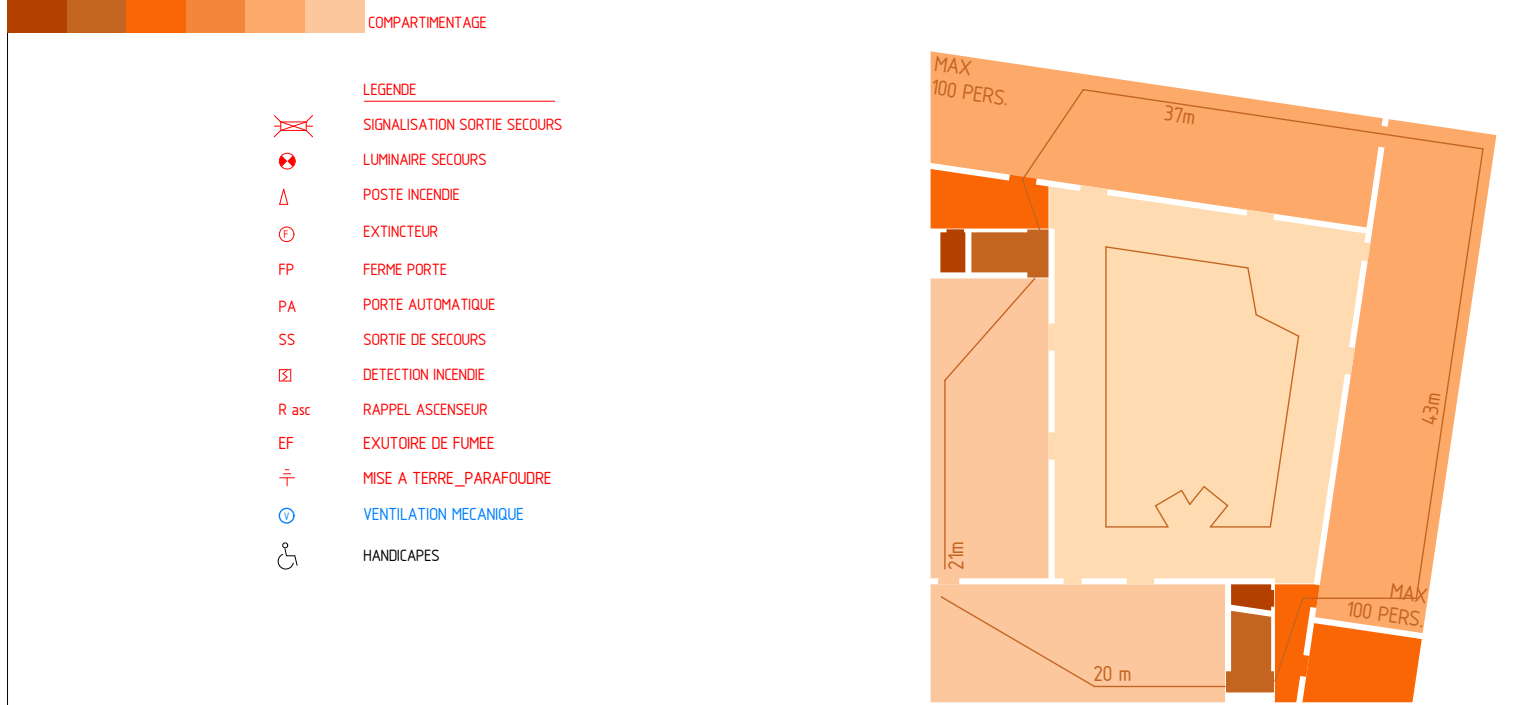 COMPARTIMENTAGE
LEGENDE
SIGNALISATION SORTIE SECOURS
LUMINAIRE SECOURS
POSTE INCENDIE
F EXTINCTEUR
FP FERME PORTE
PA PORTE AUTOMATIQUE
SS SORTIE DE SECOURS
DETECTION INCENDIE
R asc RAPPEL ASCENSEUR
EF EXUTOIRE DE FUMEE
MISE A TERRE_PARAFOUDRE
V VENTILATION MECANIQUE
HANDICAPES
MAX
100 PERS.
37m
43m
21m
MAX
100 PERS.
20 m